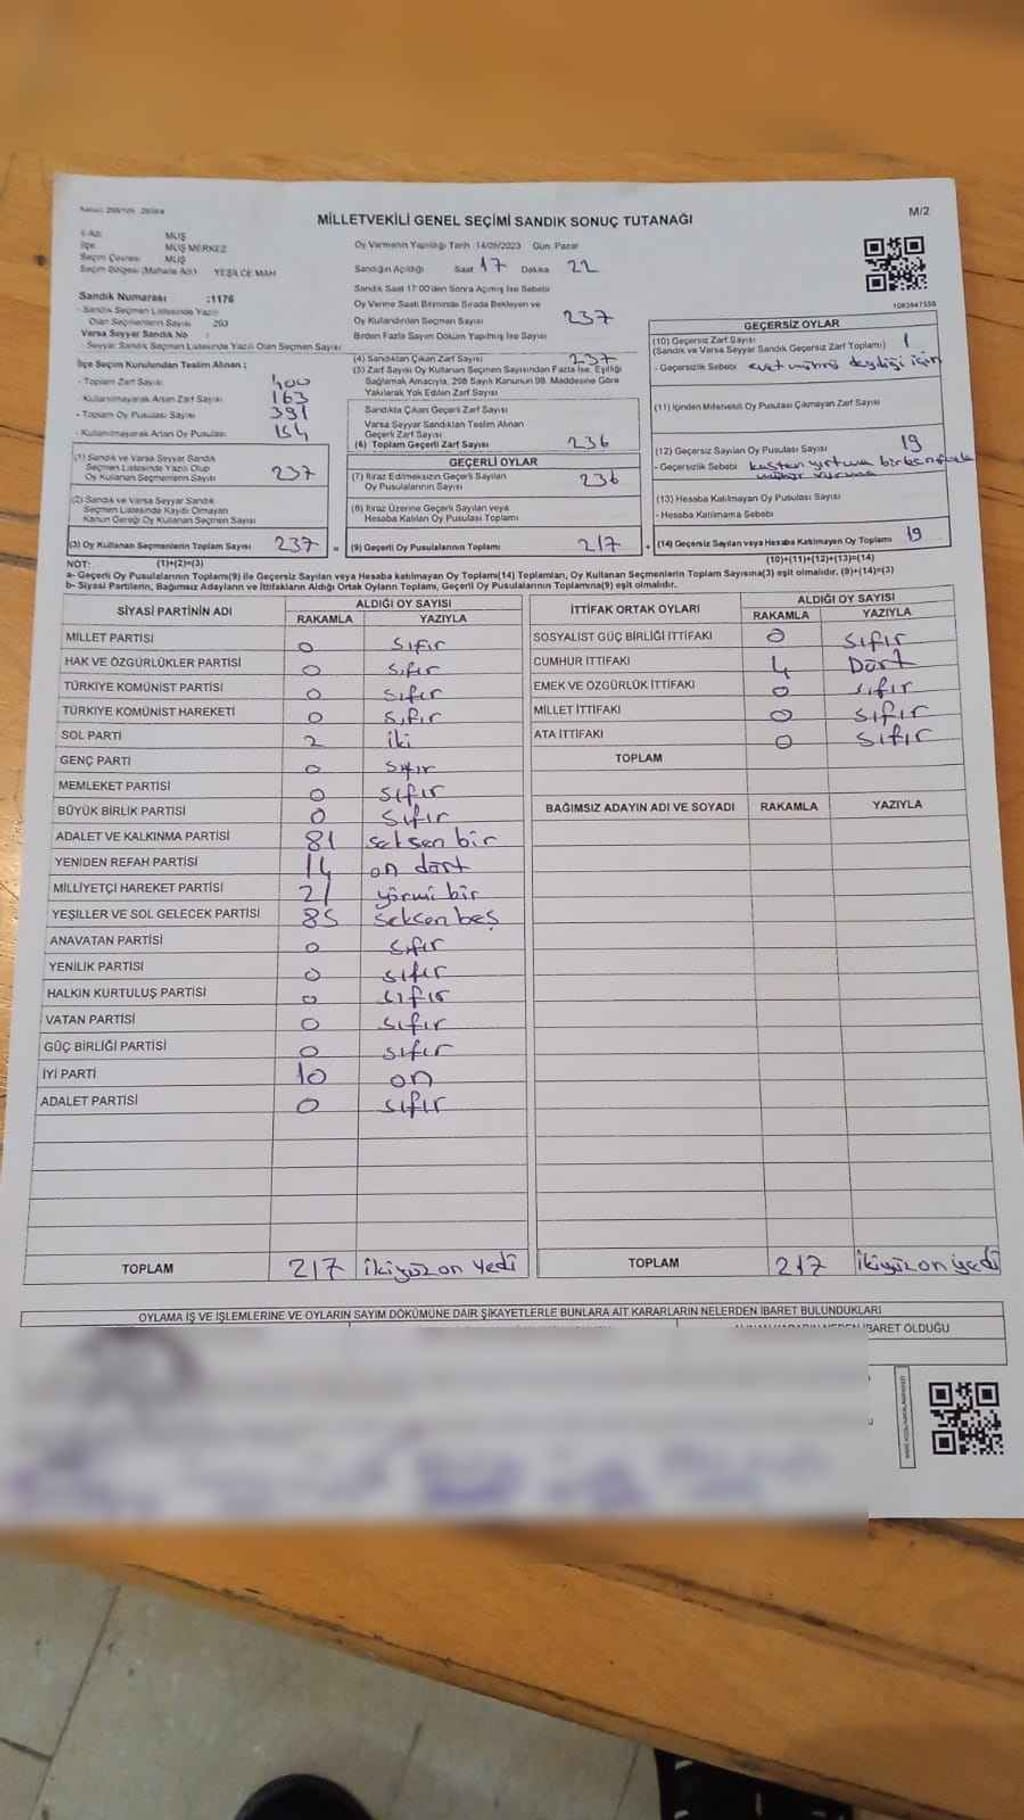 M/2
MİLLETVEKİLİ GENEL SEÇİMİ SANDIK SONUÇ TUTANAĞI
MUŞ
İlçe MUŞ MERKEZ
Seçim Çevresi MUŞ
Seçim Bölgesi (Mahalle Adı) YEŞİLCE MAH
Sandık Numarası :1176
- Sandık Seçmen Listesinde Yazılı
Olan Seçmenlerin Sayısı 260
Varsa Seyyar Sandık No :
Seyyar Sandık Seçmen Listesinde Yazılı Olan Seçmen Sayısı
İlçe Seçim Kurulundan Teslim Alınan ;
- Toplam Zarf Sayısı 400
- Kullanılmayarak Artan Zarf Sayısı 163
- Toplam Oy Pusulası Sayısı 391
- Kullanılmayarak Artan Oy Pusulası 154
(1) Sandık ve Varsa Seyyar Sandık
Seçmen Listesinde Yazılı Olup
Oy Kullanan Seçmenlerin Sayısı 237
(2) Sandık ve Varsa Seyyar Sandık
Seçmen Listesinde Kaydı Olmayan
Kanun Gereği Oy Kullanan Seçmen Sayısı
(3) Oy Kullanan Seçmenlerin Toplam Sayısı 237 =
Oy Vermenin Yapıldığı Tarih :14/05/2023 Gün: Pazar
Sandığın Açıldığı Saat 17 Dakika 22
Sandık Saat 17:00'den Sonra Açılmış İse Sebebi
Oy Verme Saati Bitiminde Sırada Bekleyen ve
Oy Kullandırılan Seçmen Sayısı 237
Birden Fazla Sayım Döküm Yapılmış İse Sayısı
(4) Sandıktan Çıkan Zarf Sayısı 237
(5) Zarf Sayısı Oy Kullanan Seçmen Sayısından Fazla İse, Eşitliği
Sağlamak Amacıyla, 298 Sayılı Kanunun 98. Maddesine Göre
Yakılarak Yok Edilen Zarf Sayısı
Sandıkta Çıkan Geçerli Zarf Sayısı
Varsa Seyyar Sandıktan Teslim Alınan
Geçerli Zarf Sayısı
(6) Toplam Geçerli Zarf Sayısı 236
GEÇERLİ OYLAR
(7) İtiraz Edilmeksizin Geçerli Sayılan
Oy Pusulalarının Sayısı 236
(8) İtiraz Üzerine Geçerli Sayılan veya
Hesaba Katılan Oy Pusulası Toplamı
(9) Geçerli Oy Pusulalarının Toplamı 217 +
GEÇERSİZ OYLAR
(10) Geçersiz Zarf Sayısı 1
(Sandık ve Varsa Seyyar Sandık Geçersiz Zarf Toplamı)
- Geçersizlik Sebebi evet mührü değdiği için
(11) İçinden Milletvekili Oy Pusulası Çıkmayan Zarf Sayısı
(12) Geçersiz Sayılan Oy Pusulası Sayısı 19
- Geçersizlik Sebebi
(13) Hesaba Katılmayan Oy Pusulası Sayısı
- Hesaba Katılmama Sebebi
(14) Geçersiz Sayılan veya Hesaba Katılmayan Oy Toplamı 19
NOT: (1)+(2)=(3) (10)+(11)+(12)+(13)=(14)
a- Geçerli Oy Pusulalarının Toplamı(9) ile Geçersiz Sayılan veya Hesaba katılmayan Oy Toplamı(14) Toplamları, Oy Kullanan Seçmenlerin Toplam Sayısına(3) eşit olmalıdır. (9)+(14)=(3)
b- Siyasi Partilerin, Bağımsız Adayların ve İttifakların Aldığı Ortak Oyların Toplamı, Geçerli Oy Pusulalarının Toplamına(9) eşit olmalıdır.
SİYASİ PARTİNİN ADI ALDIĞI OY SAYISI
RAKAMLA YAZIYLA
MİLLET PARTİSİ 0 sıfır
HAK VE ÖZGÜRLÜKLER PARTİSİ 0 sıfır
TÜRKİYE KOMÜNİST PARTİSİ 0 sıfır
TÜRKİYE KOMÜNİST HAREKETİ 0 sıfır
SOL PARTİ 2 iki
GENÇ PARTİ 0 sıfır
MEMLEKET PARTİSİ 0 sıfır
BÜYÜK BİRLİK PARTİSİ 0 sıfır
ADALET VE KALKINMA PARTİSİ 81 seksen bir
YENİDEN REFAH PARTİSİ 14 on dört
MİLLİYETÇİ HAREKET PARTİSİ 21 yörmi bir
YEŞİLLER VE SOL GELECEK PARTİSİ 85 seksen beş
ANAVATAN PARTİSİ 0 sıfır
YENİLİK PARTİSİ 0 sıfır
HALKIN KURTULUŞ PARTİSİ 0 sıfır
VATAN PARTİSİ 0 sıfır
GÜÇ BİRLİĞİ PARTİSİ 0 sıfır
İYİ PARTİ 10 on
ADALET PARTİSİ 0 sıfır
TOPLAM 217 ikiyüz on yedi
İTTİFAK ORTAK OYLARI ALDIĞI OY SAYISI
RAKAMLA YAZIYLA
SOSYALİST GÜÇ BİRLİĞİ İTTİFAKI 0 sıfır
CUMHUR İTTİFAKI 4 Dört
EMEK VE ÖZGÜRLÜK İTTİFAKI 0 sıfır
MİLLET İTTİFAKI 0 sıfır
ATA İTTİFAKI 0 sıfır
TOPLAM
BAĞIMSIZ ADAYIN ADI VE SOYADI RAKAMLA YAZIYLA
TOPLAM 217 ikiyüz on yedi
OYLAMA İŞ VE İŞLEMLERİNE VE OYLARIN SAYIM DÖKÜMÜNE DAİR ŞİKAYETLERLE BUNLARA AİT KARARLARIN NELERDEN İBARET BULUNDUKLARI
İBARET OLDUĞU